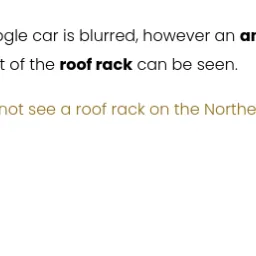 ogle car is blurred, however an ar
t of the roof rack can be seen.
not see a roof rack on the Northe